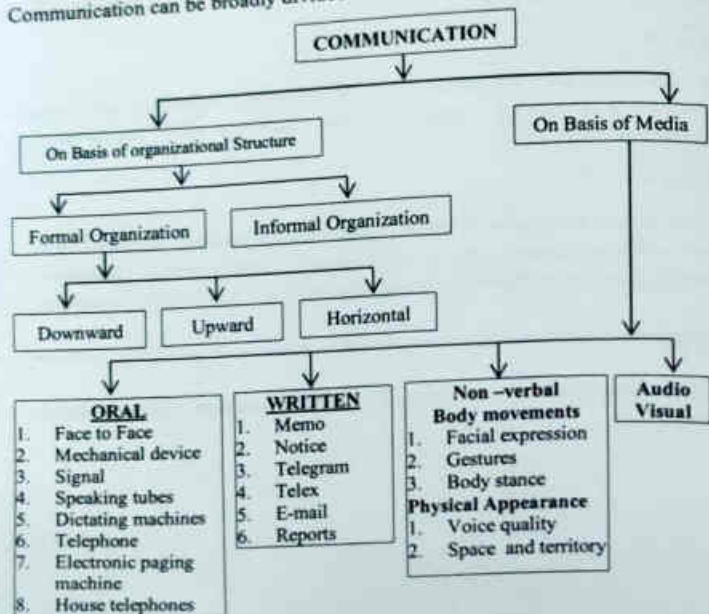 Communication can be broadly
COMMUNICATION
On Basis of organizational Structure
On Basis of Media
Formal Organization
Informal Organization
Downward
Upward
Horizontal
ORAL
1. Face to Face
2. Mechanical device
3. Signal
4. Speaking tubes
5. Dictating machines
6. Telephone
7. Electronic paging
machine
8. House telephones
WRITTEN
1. Memo
2. Notice
3. Telegram
4. Telex
5. E-mail
6. Reports
Non –verbal
Body movements
1. Facial expression
2. Gestures
3. Body stance
Physical Appearance
1. Voice quality
2. Space and territory
Audio
Visual